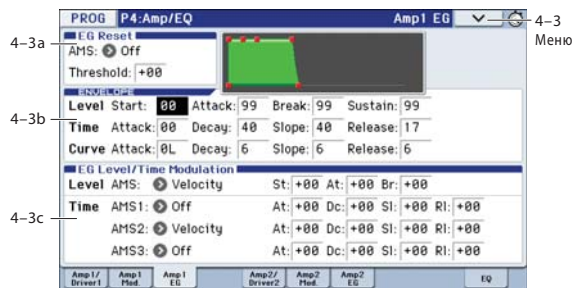 PROG P4:Amp/EQ Amp1 EG
4–3
Меню
4–3a
EG Reset
AMS: Off
Threshold: +00
4–3b
ENVELOPE
Level Start: 00 Attack: 99 Break: 99 Sustain: 99
Time Attack: 00 Decay: 40 Slope: 40 Release: 17
Curve Attack: 0L Decay: 6 Slope: 6 Release: 6
4–3c
EG Level/Time Modulation
Level AMS: Velocity St: +00 At: +00 Br: +00
Time AMS1: Off At: +00 Dc: +00 Sl: +00 Rl: +00
AMS2: Velocity At: +00 Dc: +00 Sl: +00 Rl: +00
AMS3: Off At: +00 Dc: +00 Sl: +00 Rl: +00
Amp1/ Driver1 Amp1 Mod. Amp1 EG Amp2/ Driver2 Amp2 Mod. Amp2 EG EQ